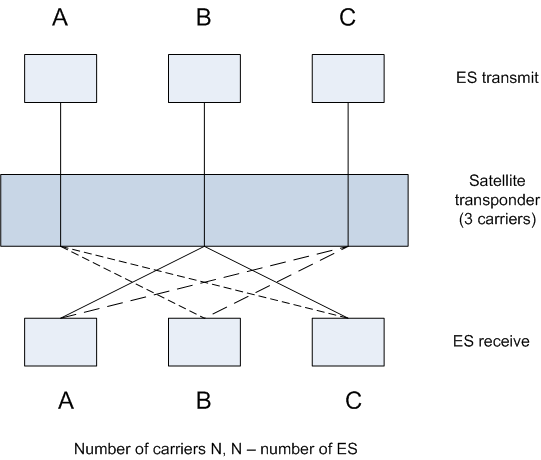 A B C
ES transmit
Satellite
transponder
(3 carriers)
ES receive
A B C
Number of carriers N, N – number of ES